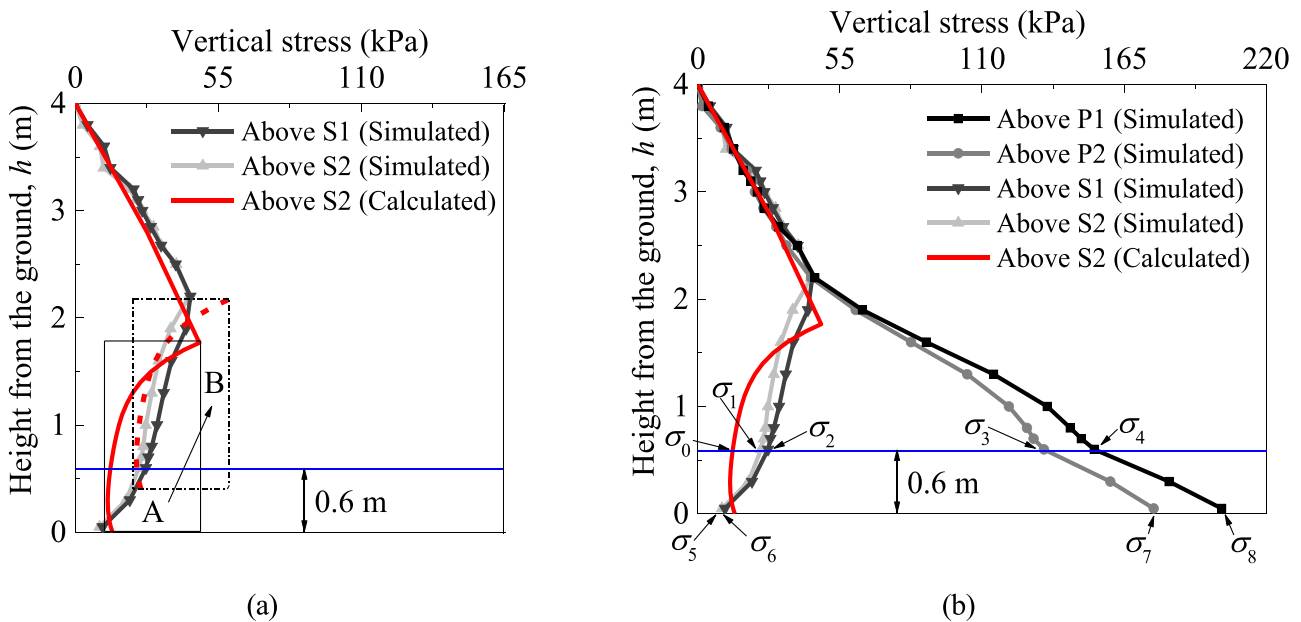 Vertical stress (kPa)
0 55 110 165
Height from the ground, h (m)
4
3
2
1
0
Above S1 (Simulated)
Above S2 (Simulated)
Above S2 (Calculated)
B
A
0.6 m
(a)
Vertical stress (kPa)
0 55 110 165 220
Height from the ground, h (m)
4
3
2
1
0
Above P1 (Simulated)
Above P2 (Simulated)
Above S1 (Simulated)
Above S2 (Simulated)
Above S2 (Calculated)
σ₁
σ₀ σ₂ σ₃ σ₄
0.6 m
σ₅ σ₆ σ₇ σ₈
(b)